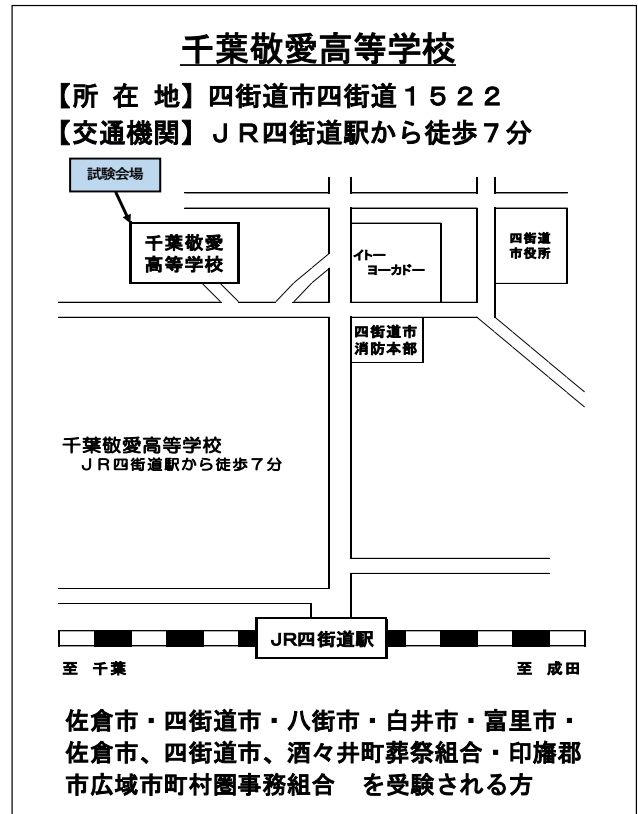 千葉敬愛高等学校
【所 在 地】四街道市四街道１５２２
【交通機関】ＪＲ四街道駅から徒歩７分
試験会場
千葉敬愛
高等学校
イトー
ヨーカドー
四街道
市役所
四街道市
消防本部
千葉敬愛高等学校
ＪＲ四街道駅から徒歩７分
JR四街道駅
至 千葉
至 成田
佐倉市・四街道市・八街市・白井市・富里市・
佐倉市、四街道市、酒々井町葬祭組合・印旛郡
市広域市町村圏事務組合　を受験される方